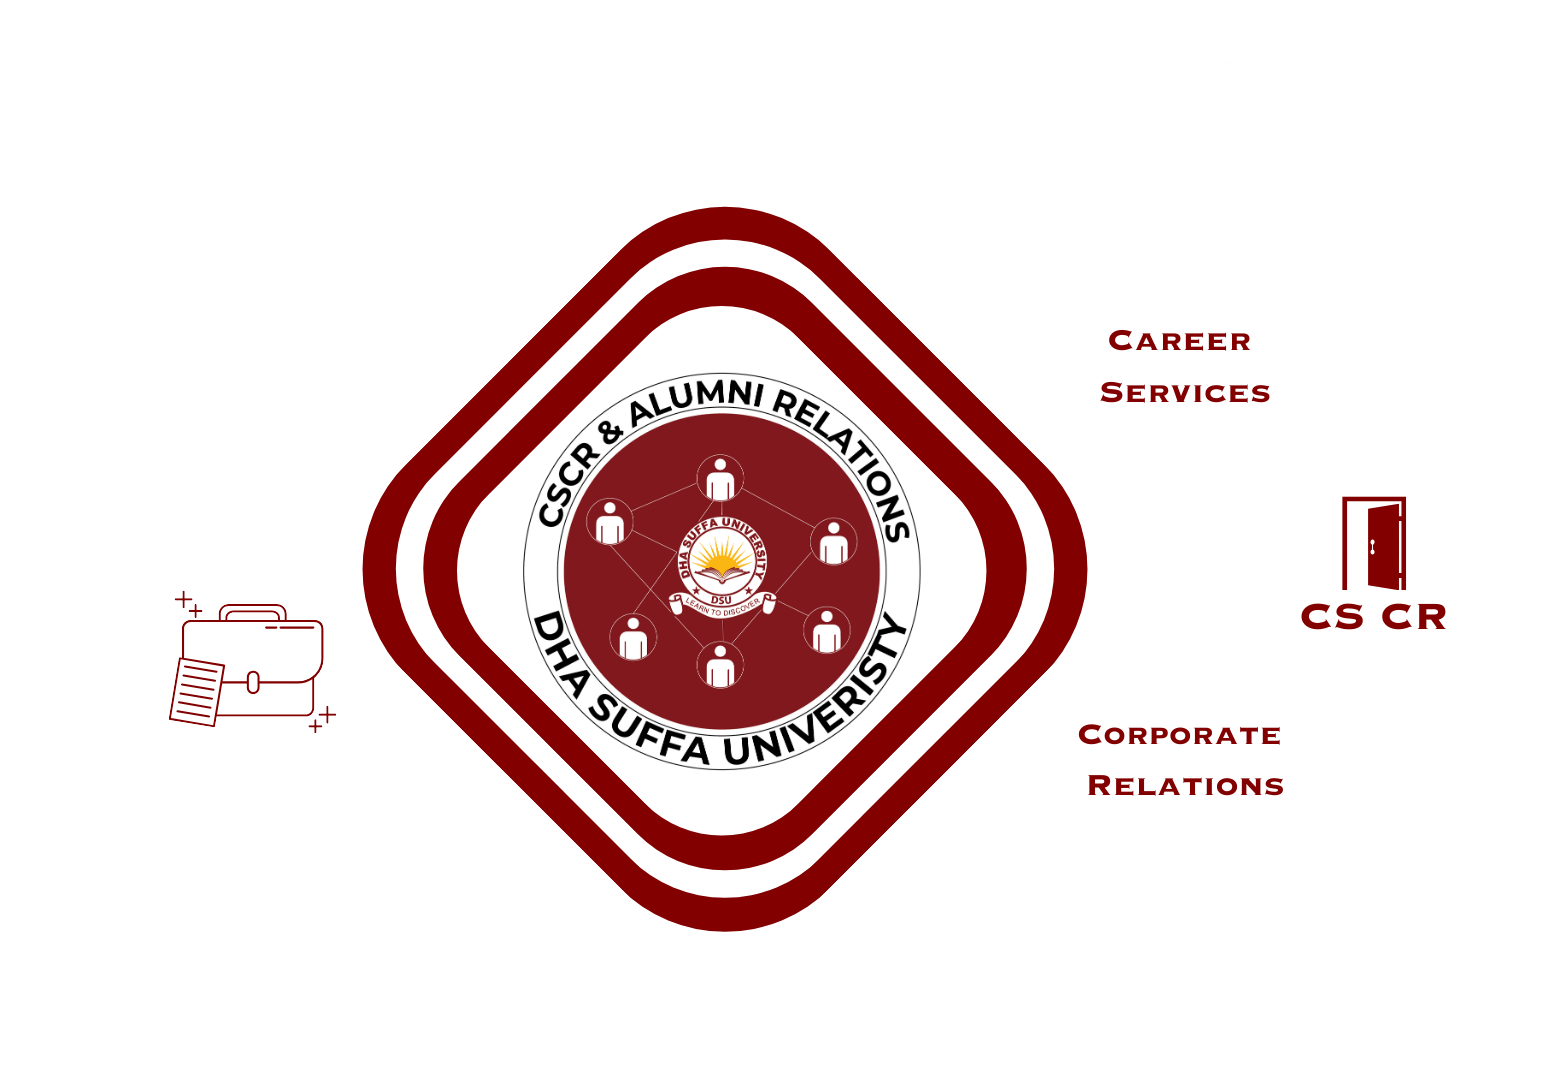 CSCR & ALUMNI RELATIONS
DHA SUFFA UNIVERSITY
DSU
LEARN TO DISCOVER
DHA SUFFA UNIVERISTY
Career
Services
CS CR
Corporate
Relations